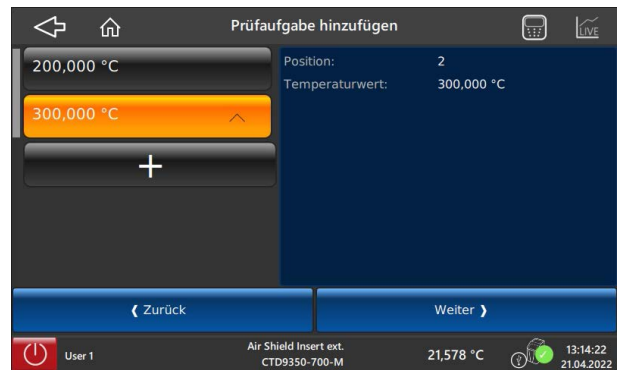 Prüfaufgabe hinzufügen
LIVE
200,000 °C
300,000 °C
+
Position: 2
Temperaturwert: 300,000 °C
❰ Zurück
Weiter ❱
User 1
Air Shield Insert ext.
CTD9350-700-M
21,578 °C
?
13:14:22
21.04.2022